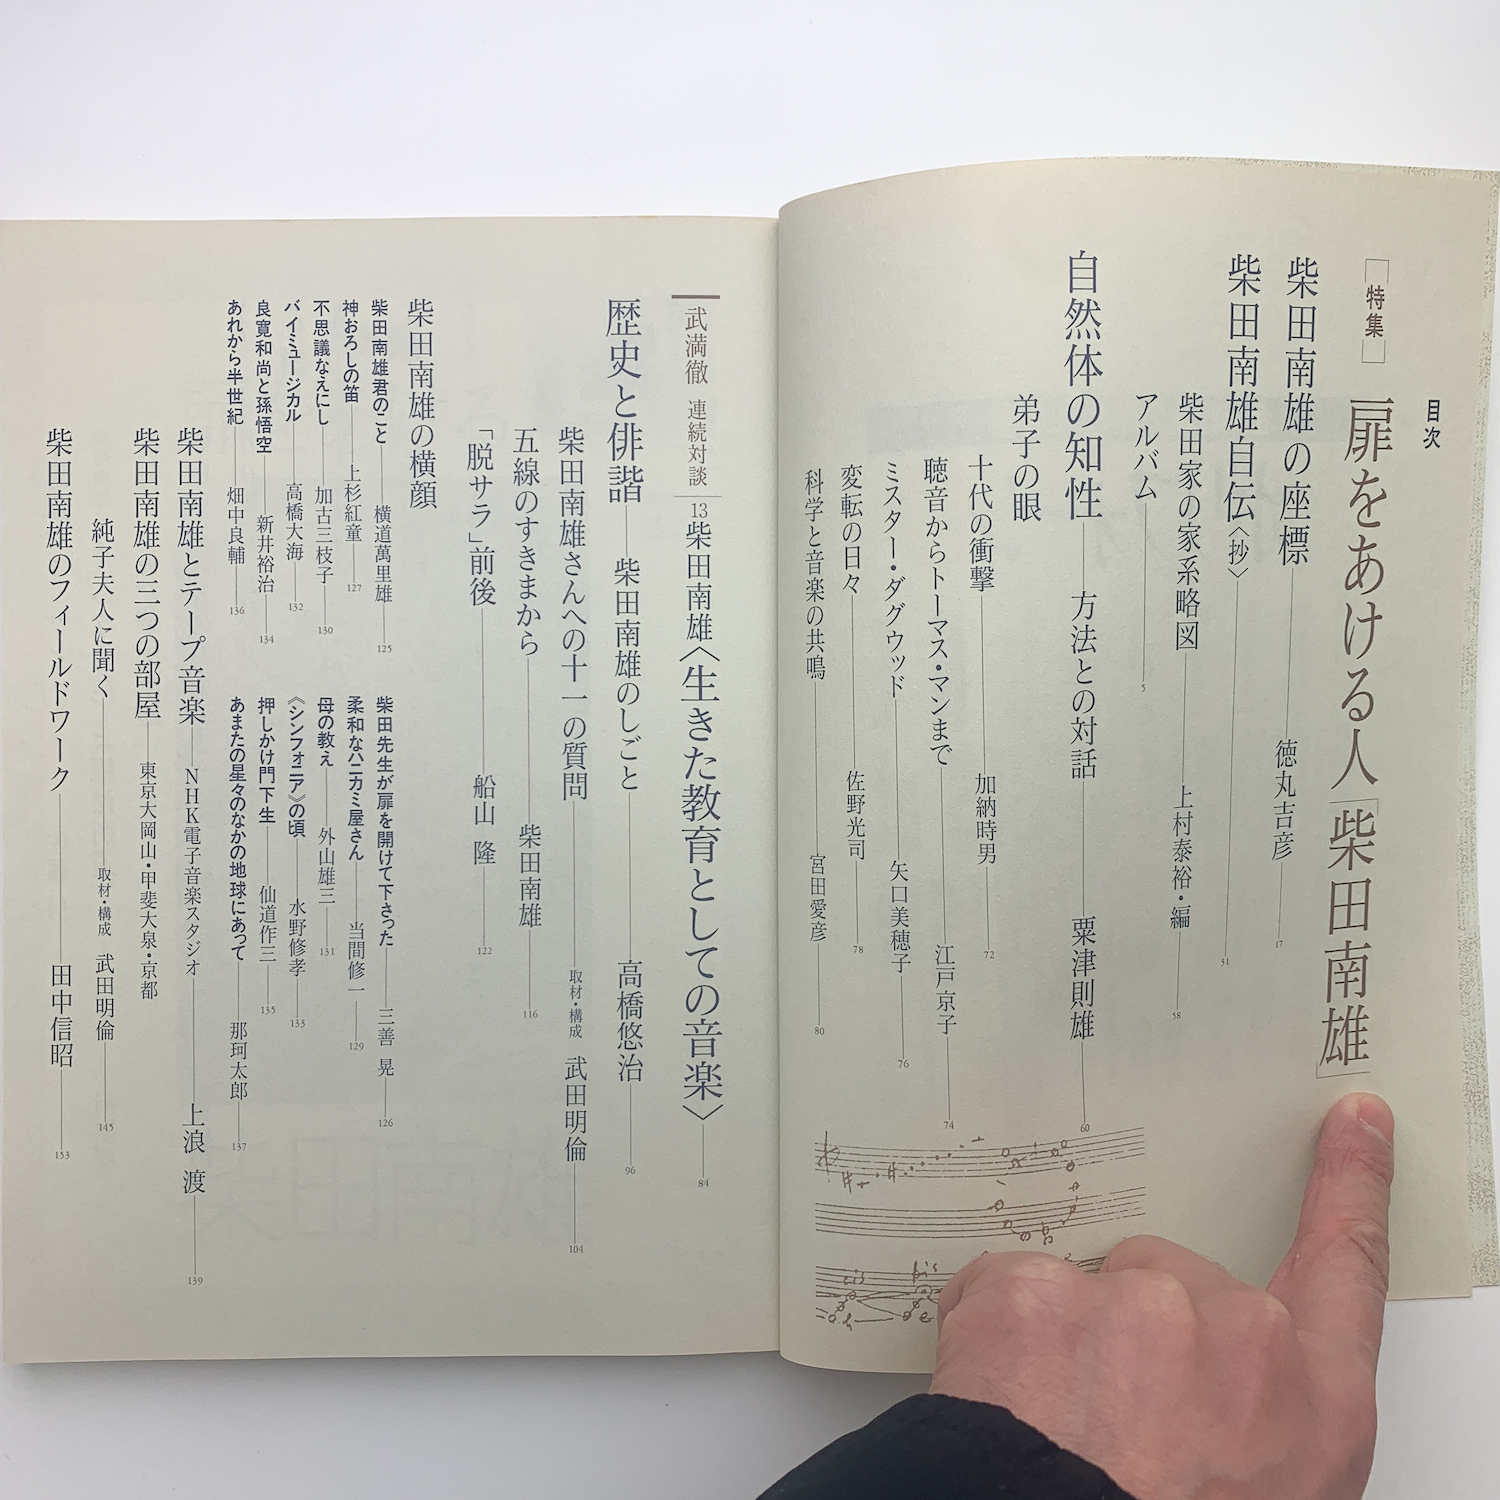 目次
[特集] 扉をあける人「柴田南雄」
柴田南雄の座標 徳丸吉彦 17
柴田南雄自伝〈抄〉 31
柴田家の家系略図 上村泰裕・編 58
アルバム 5
自然体の知性 方法との対話 粟津則雄 60
弟子の眼
十代の衝撃 加納時男 72
聴音からトーマス・マンまで 江戸京子 74
ミスター・ダグウッド 矢口美穂子 76
変転の日々 佐野光司 78
科学と音楽の共鳴 宮田愛彦 80
武満徹 連続対談 13 柴田南雄〈生きた教育としての音楽〉 84
歴史と俳諧 柴田南雄のしごと 高橋悠治 96
柴田南雄さんへの十一の質問 取材・構成 武田明倫 104
五線のすきまから 柴田南雄 116
「脱サラ」前後 船山 隆 122
柴田南雄の横顔
柴田南雄君のこと 横道萬里雄 125
神おろしの笛 上杉紅童 127
不思議なえにし 加古三枝子 130
バイミュージカル 高橋大海 132
良寛和尚と孫悟空 新井裕治 134
あれから半世紀 畑中良輔 136
柴田先生が扉を開けて下さった 三善 晃 126
柔和なハニカミ屋さん 当間修一 129
母の教え 外山雄三 131
《シンフォニア》の頃 水野修孝 133
押しかけ門下生 仙道作三 135
あまたの星々のなかの地球にあって 那珂太郎 137
柴田南雄とテープ音楽 NHK電子音楽スタジオ 上浪 渡 139
柴田南雄の三つの部屋 東京大岡山・甲斐大泉・京都
純子夫人に聞く 取材・構成 武田明倫 145
柴田南雄のフィールドワーク 田中信昭 153